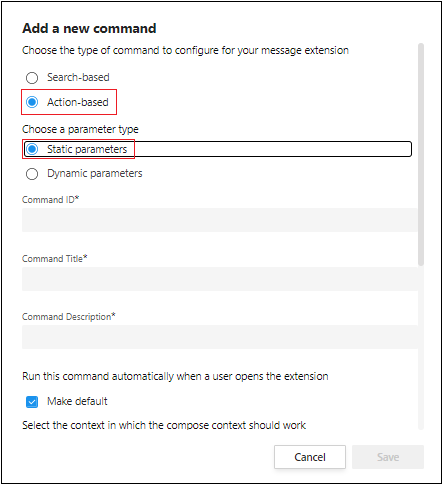 Add a new command
Choose the type of command to configure for your message extension
Search-based
Action-based
Choose a parameter type
Static parameters
Dynamic parameters
Command ID*
Command Title*
Command Description*
Run this command automatically when a user opens the extension
Make default
Select the context in which the compose context should work
Cancel
Save